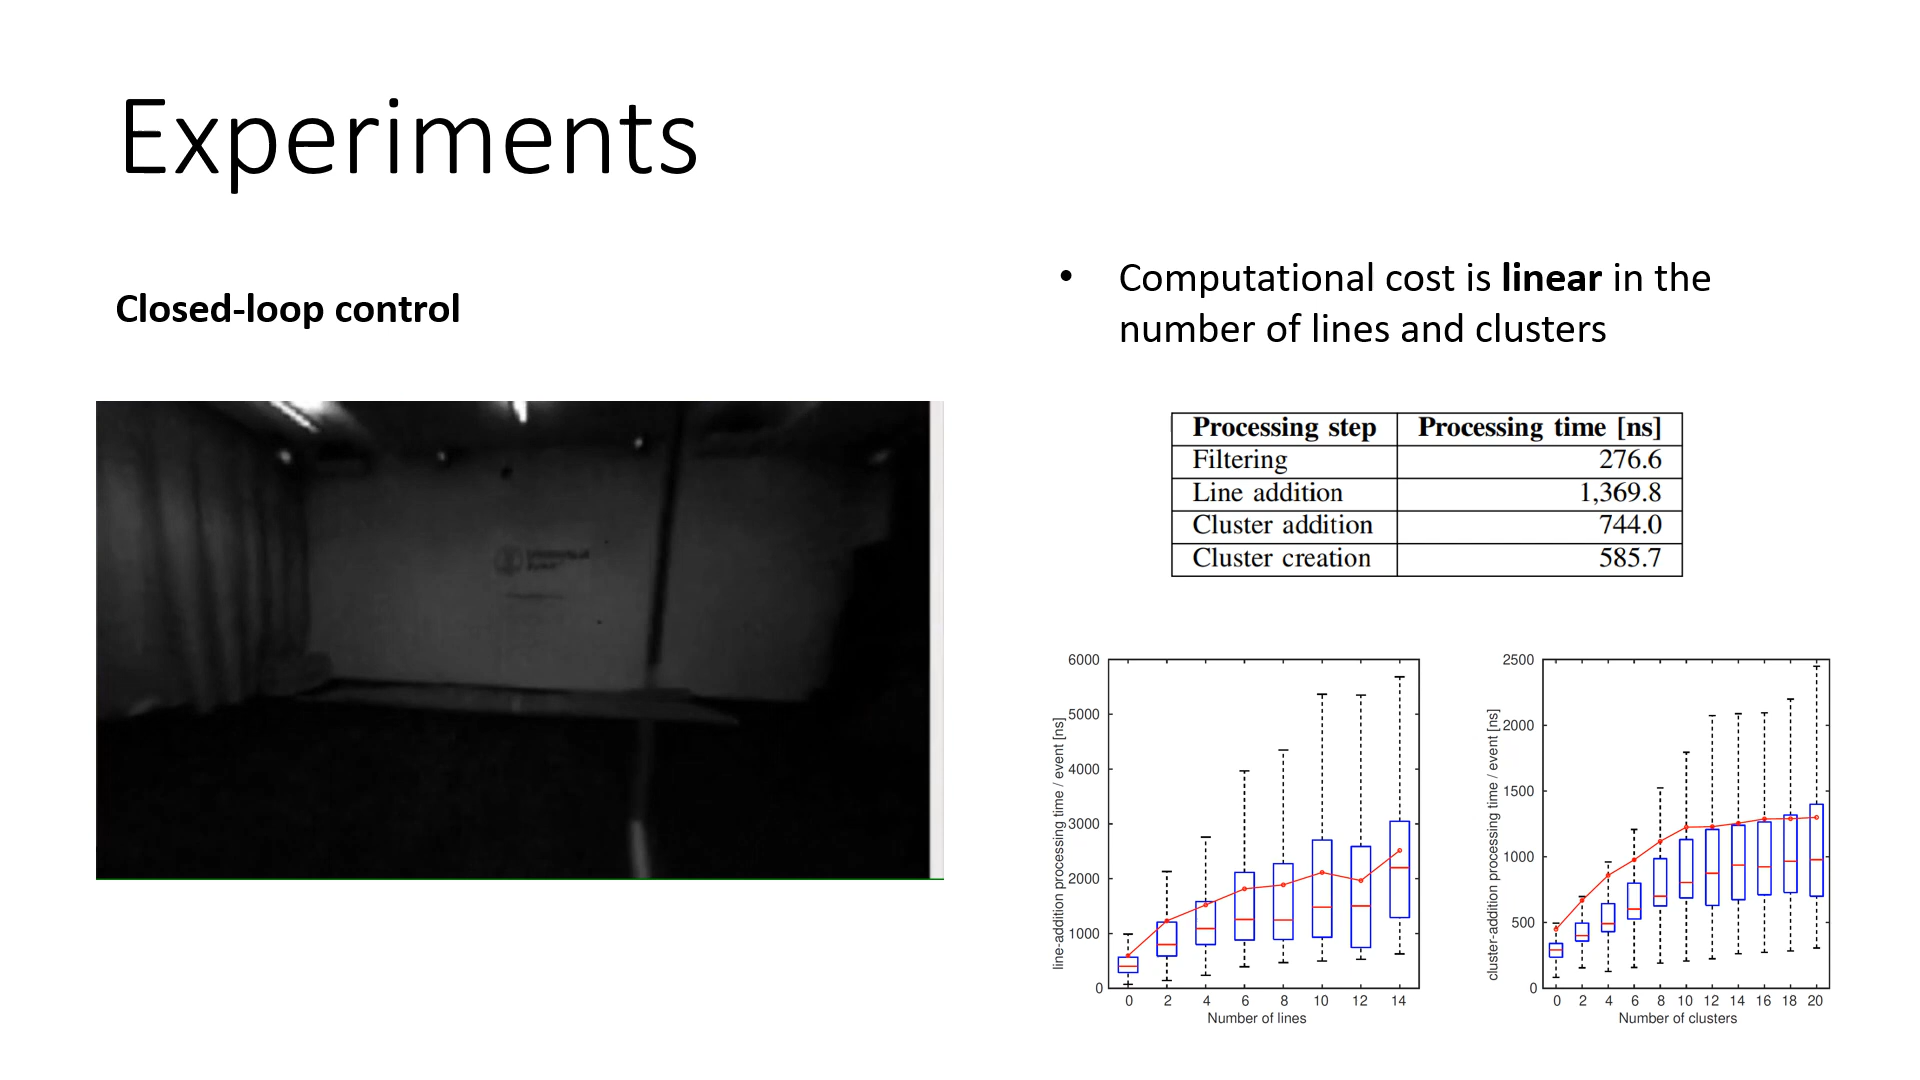 Experiments
Closed-loop control
• Computational cost is linear in the
number of lines and clusters
Processing step Processing time [ns]
Filtering 276.6
Line addition 1,369.8
Cluster addition 744.0
Cluster creation 585.7
line-addition processing time / event [ns]
6000
5000
4000
3000
2000
1000
0
0 2 4 6 8 10 12 14
Number of lines
cluster-addition processing time / event [ns]
2500
2000
1500
1000
500
0
0 2 4 6 8 10 12 14 16 18 20
Number of clusters